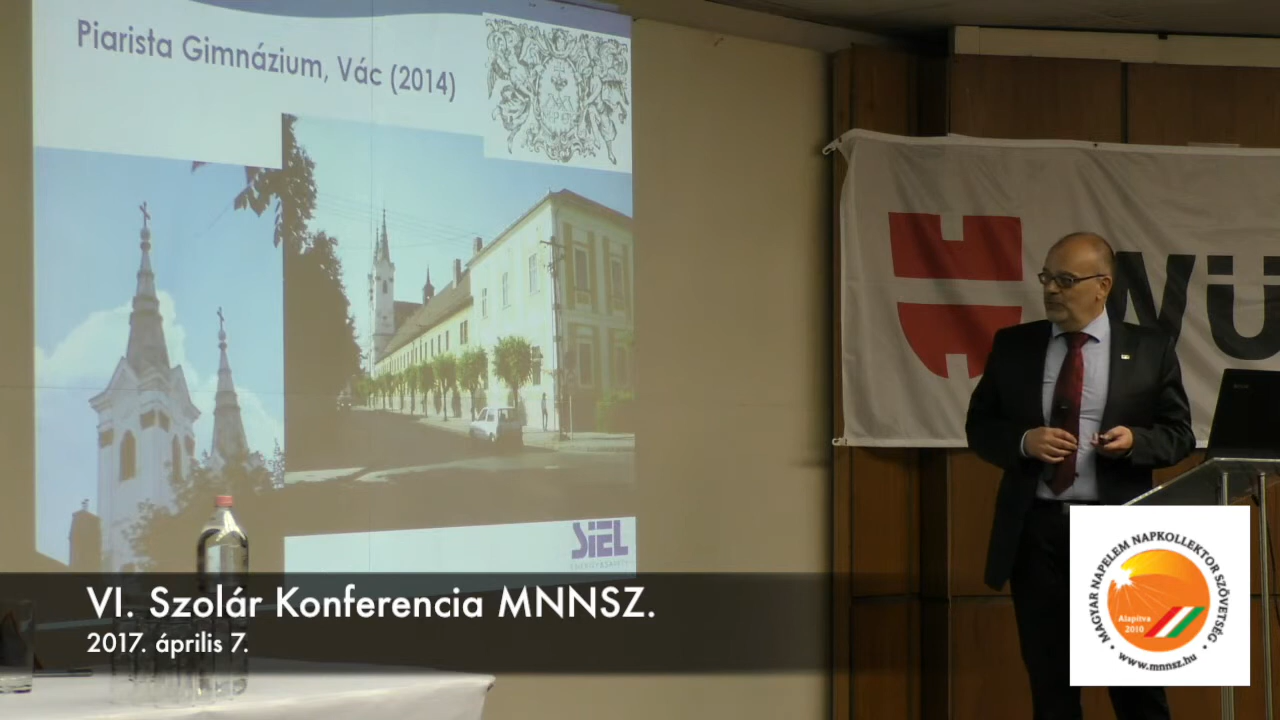 Piarista Gimnázium, Vác (2014)
SIEL
WÜ
VI. Szolár Konferencia MNNSZ.
2017. április 7.
MAGYAR NAPELEM NAPKOLLEKTOR SZÖVETSÉG
Alapítva
2010
• www.mnnsz.hu •